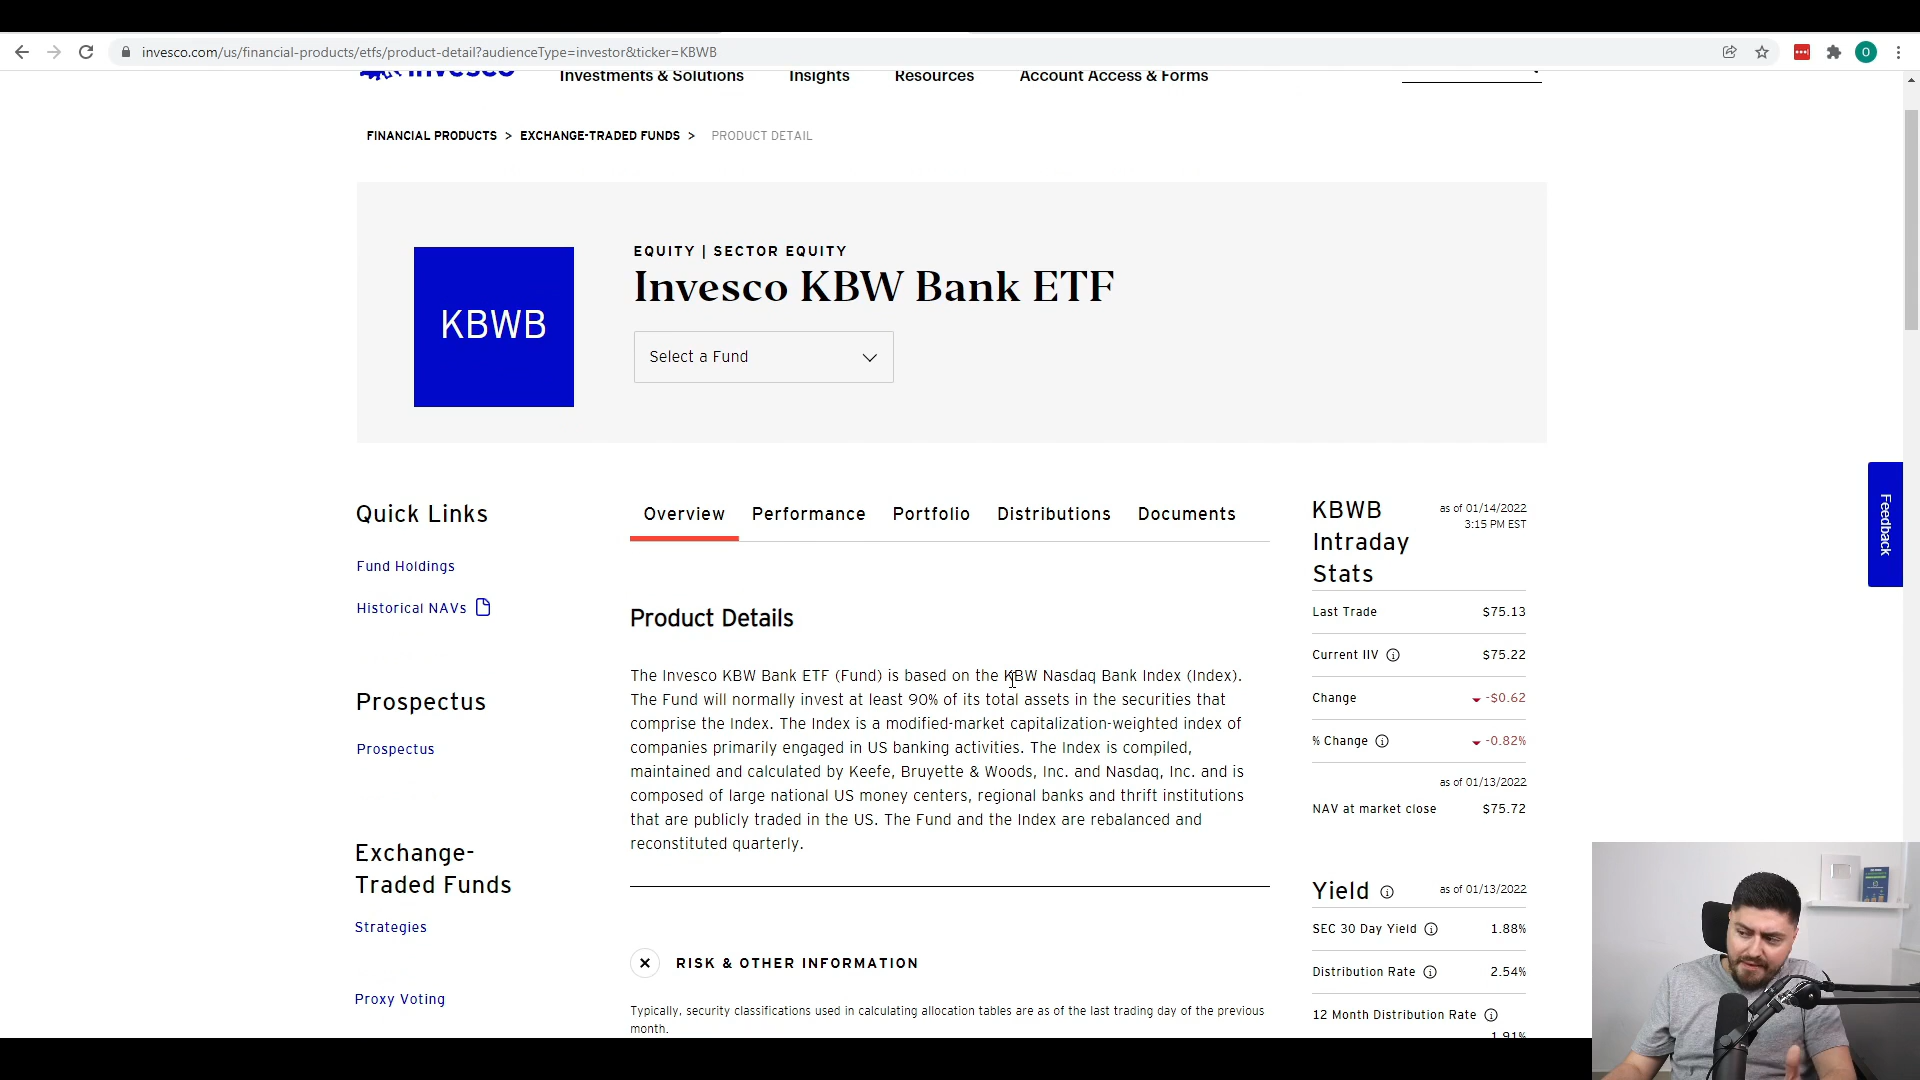 invesco.com/us/financial-products/etfs/product-detail?audienceType=investor&ticker=KBWB
O
Invesco
Investments & Solutions
Insights
Resources
Account Access & Forms
FINANCIAL PRODUCTS > EXCHANGE-TRADED FUNDS > PRODUCT DETAIL
KBWB
EQUITY | SECTOR EQUITY
Invesco KBW Bank ETF
Select a Fund
Feedback
Quick Links
Fund Holdings
Historical NAVs
Prospectus
Prospectus
Exchange-
Traded Funds
Strategies
Proxy Voting
Overview
Performance
Portfolio
Distributions
Documents
Product Details
The Invesco KBW Bank ETF (Fund) is based on the KBW Nasdaq Bank Index (Index).
The Fund will normally invest at least 90% of its total assets in the securities that
comprise the Index. The Index is a modified-market capitalization-weighted index of
companies primarily engaged in US banking activities. The Index is compiled,
maintained and calculated by Keefe, Bruyette & Woods, Inc. and Nasdaq, Inc. and is
composed of large national US money centers, regional banks and thrift institutions
that are publicly traded in the US. The Fund and the Index are rebalanced and
reconstituted quarterly.
RISK & OTHER INFORMATION
Typically, security classifications used in calculating allocation tables are as of the last trading day of the previous
month.
KBWB
Intraday
Stats
as of 01/14/2022
3:15 PM EST
Last Trade $75.13
Current IIV $75.22
Change -$0.62
% Change -0.82%
as of 01/13/2022
NAV at market close $75.72
Yield as of 01/13/2022
SEC 30 Day Yield 1.88%
Distribution Rate 2.54%
12 Month Distribution Rate
1.91%